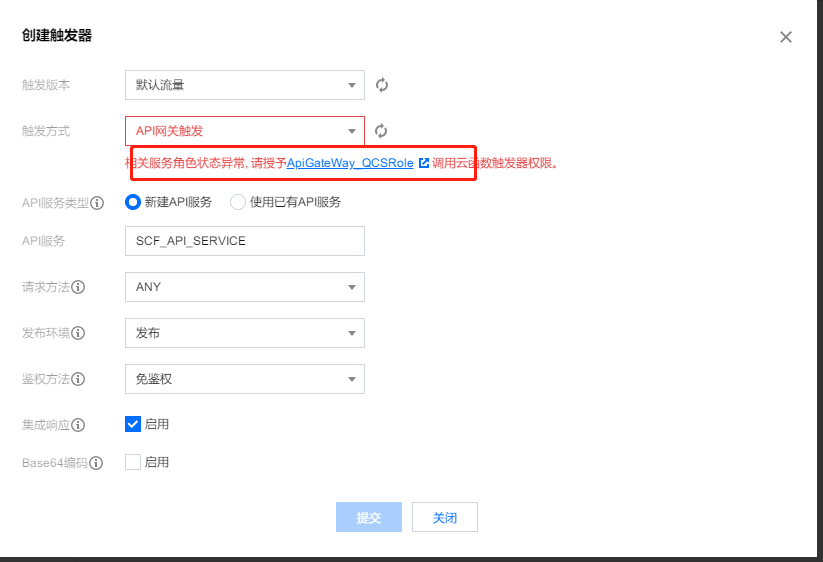 创建触发器
触发版本 默认流量
触发方式 API网关触发
相关服务角色状态异常, 请授予ApiGateWay_QCSRole 调用云函数触发器权限。
API服务类型 新建API服务 使用已有API服务
API服务 SCF_API_SERVICE
请求方法 ANY
发布环境 发布
鉴权方法 免鉴权
集成响应 启用
Base64编码 启用
提交 关闭